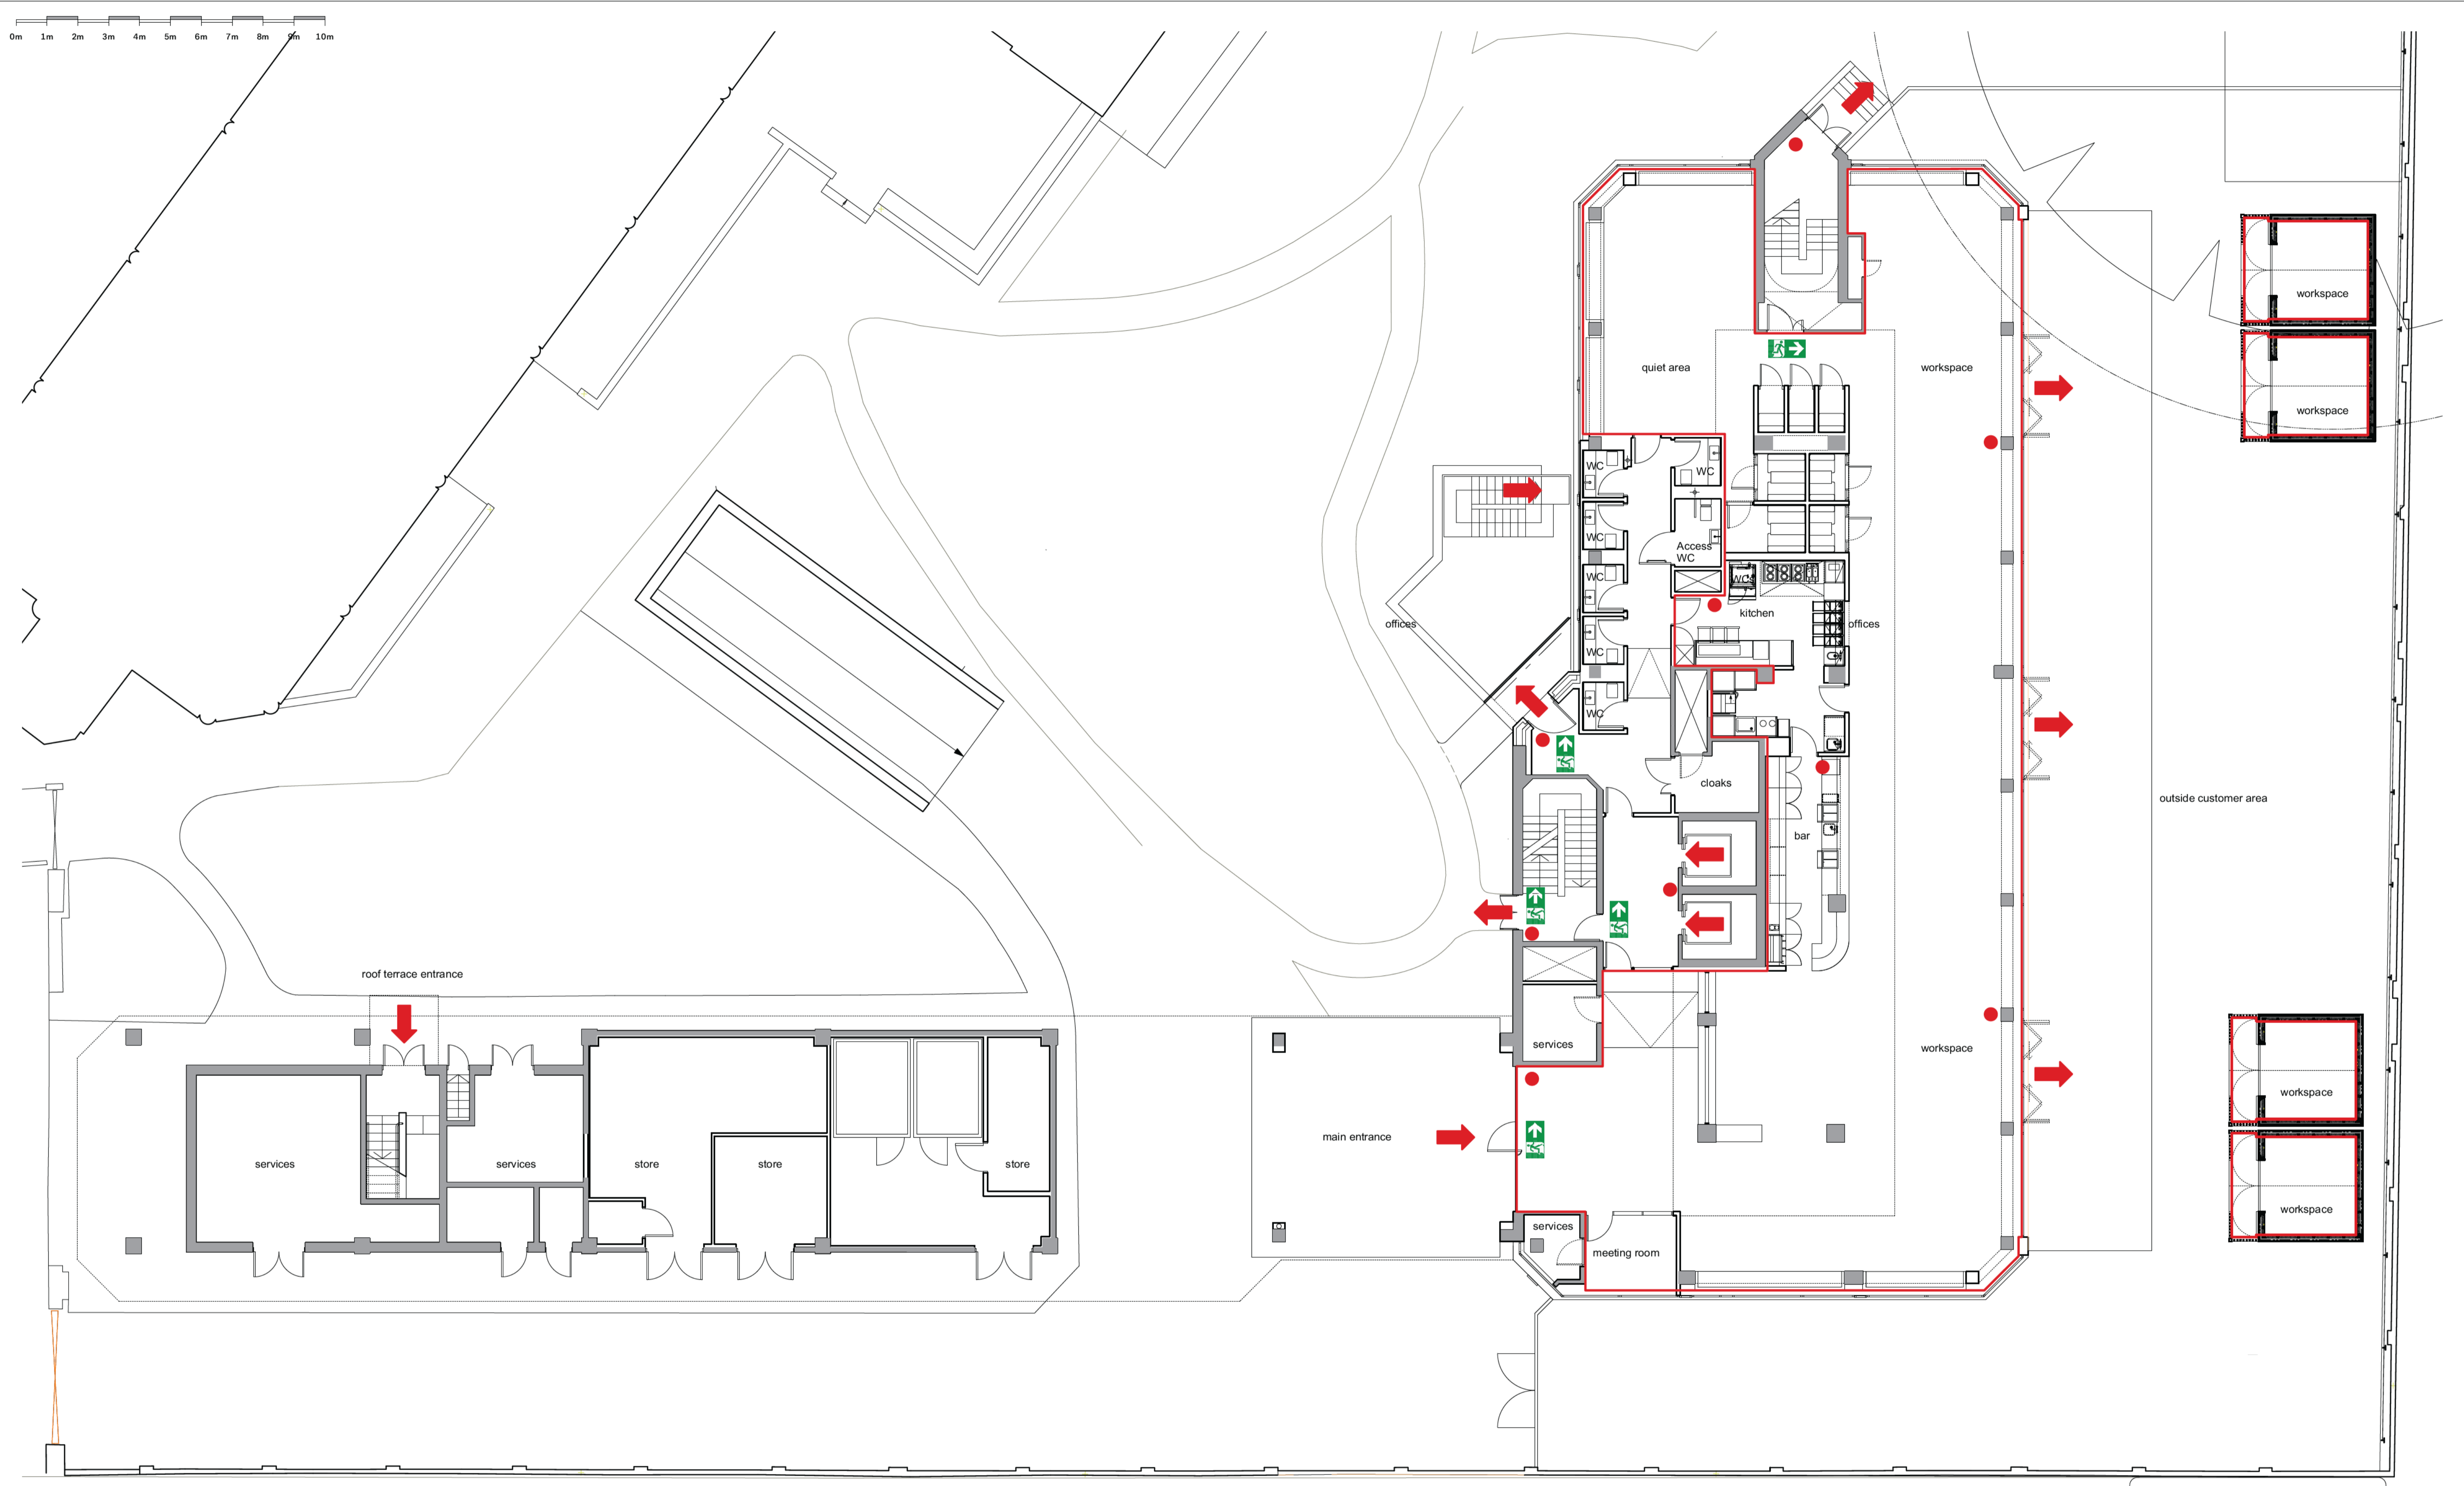 0m 1m 2m 3m 4m 5m 6m 7m 8m 9m 10m
workspace
quiet area
workspace
workspace
WC
WC
WC
Access
WC
WC
WC
kitchen
offices
offices
WC
WC
cloaks
outside customer area
bar
roof terrace entrance
services
workspace
workspace
main entrance
services
services
store
store
store
workspace
services
meeting room